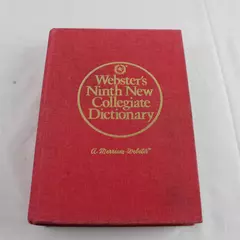 Webster's
Ninth New
Collegiate
Dictionary
A Merriam-Webster